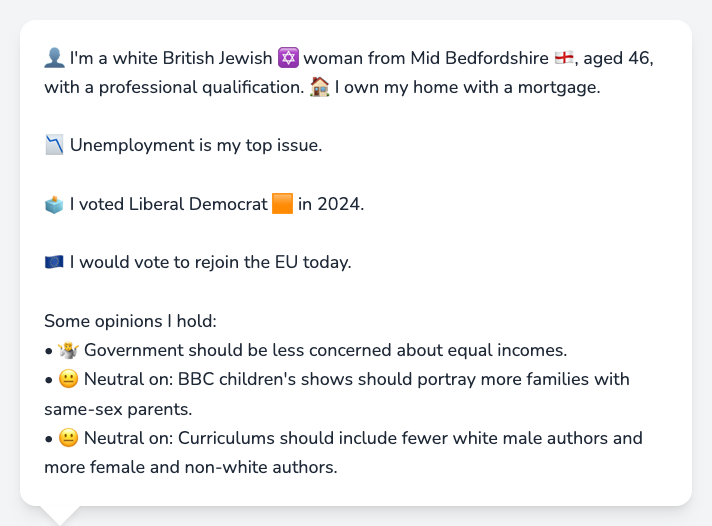 👤 I'm a white British Jewish ✡️ woman from Mid Bedfordshire 🏴󠁧󠁢󠁥󠁮󠁧󠁿, aged 46,
with a professional qualification. 🏠 I own my home with a mortgage.
📉 Unemployment is my top issue.
🗳️ I voted Liberal Democrat 🟧 in 2024.
🇪🇺 I would vote to rejoin the EU today.
Some opinions I hold:
• 🤷 Government should be less concerned about equal incomes.
• 😐 Neutral on: BBC children's shows should portray more families with
same-sex parents.
• 😐 Neutral on: Curriculums should include fewer white male authors and
more female and non-white authors.